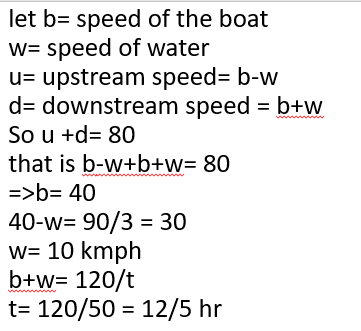 let b= speed of the boat
w= speed of water
u= upstream speed= b-w
d= downstream speed = b+w
So u +d= 80
that is b-w+b+w= 80
=>b= 40
40-w= 90/3 = 30
w= 10 kmph
b+w= 120/t
t= 120/50 = 12/5 hr